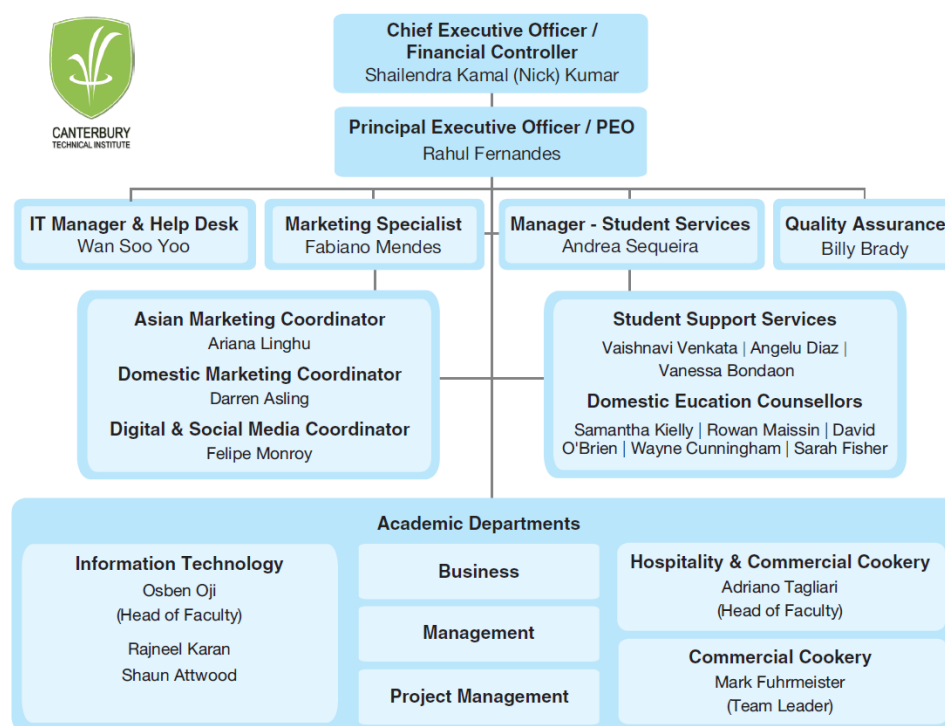 CANTERBURY
TECHNICAL INSTITUTE
Chief Executive Officer /
Financial Controller
Shailendra Kamal (Nick) Kumar
Principal Executive Officer / PEO
Rahul Fernandes
IT Manager & Help Desk
Wan Soo Yoo
Marketing Specialist
Fabiano Mendes
Manager - Student Services
Andrea Sequeira
Quality Assurance
Billy Brady
Asian Marketing Coordinator
Ariana Linghu
Domestic Marketing Coordinator
Darren Asling
Digital & Social Media Coordinator
Felipe Monroy
Student Support Services
Vaishnavi Venkata | Angelu Diaz |
Vanessa Bondaon
Domestic Eucation Counsellors
Samantha Kielly | Rowan Maissin | David
O'Brien | Wayne Cunningham | Sarah Fisher
Academic Departments
Information Technology
Osben Oji
(Head of Faculty)
Rajneel Karan
Shaun Attwood
Business
Management
Project Management
Hospitality & Commercial Cookery
Adriano Tagliari
(Head of Faculty)
Commercial Cookery
Mark Fuhrmeister
(Team Leader)